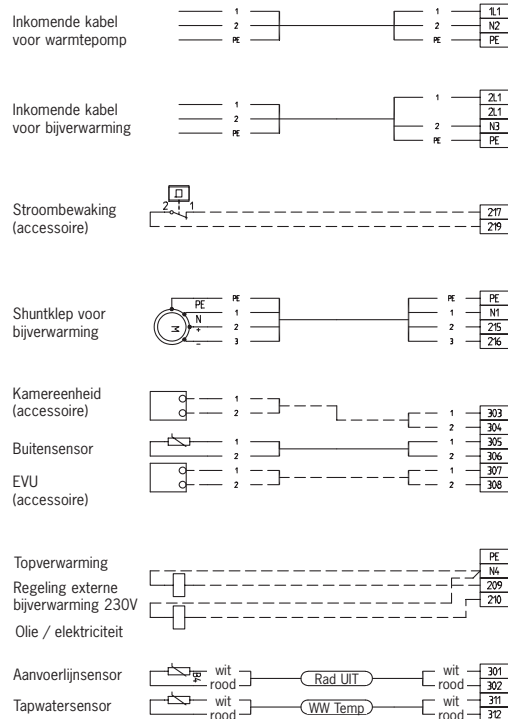 Inkomende kabel
voor warmtepomp
1 1 1L1
2 2 N2
PE PE PE
Inkomende kabel
voor bijverwarming
1 1 2L1
2L1
2 2 N3
PE PE PE
Stroombewaking
(accessoire)
2 1
217
219
Shuntklep voor
bijverwarming
M
PE PE PE PE
N 1 1 N1
+ 2 2 215
- 3 3 216
Kamereenheid
(accessoire)
1 1 303
2 2 304
Buitensensor
1 1 305
2 2 306
EVU
(accessoire)
1 1 307
2 2 308
Topverwarming
Regeling externe
bijverwarming 230V
Olie / elektriciteit
PE
N4
209
210
Aanvoerlijnsensor
B4 wit Rad UIT wit 301
rood rood 302
Tapwatersensor
wit WW Temp wit 311
rood rood 312